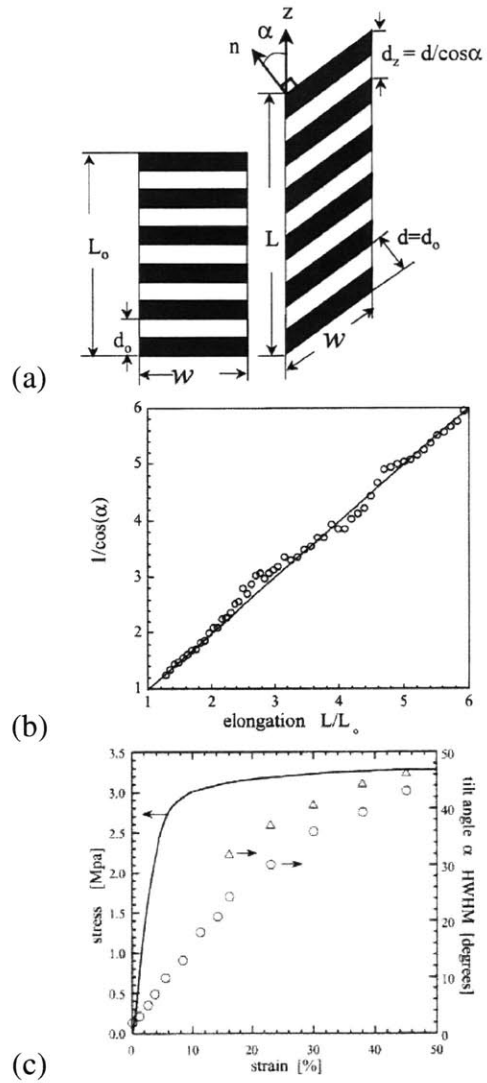 z
α
n
d_z = d/cosα
L_o
L
d=d_o
d_o
w
w
(a)
6
5
4
3
2
1
1/cos(α)
1 2 3 4 5 6
elongation L/L_o
(b)
3.5
3.0
2.5
2.0
1.5
1.0
0.5
0.0
stress [Mpa]
50
40
30
20
10
0
tilt angle α HWHM [degrees]
0 10 20 30 40 50
strain [%]
(c)